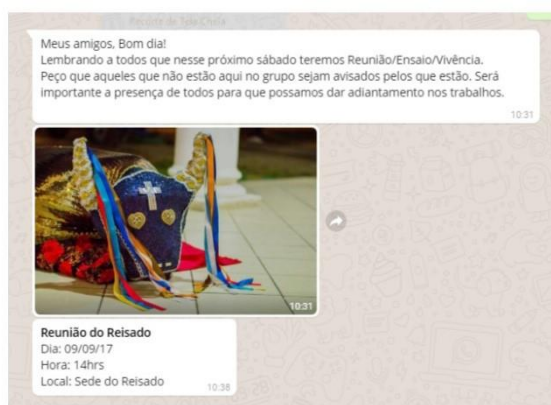 Meus amigos, Bom dia!
Lembrando a todos que nesse próximo sábado teremos Reunião/Ensaio/Vivência.
Peço que aqueles que não estão aqui no grupo sejam avisados pelos que estão. Será
importante a presença de todos para que possamos dar adiantamento nos trabalhos.
10:31
10:31
Reunião do Reisado
Dia: 09/09/17
Hora: 14hrs
Local: Sede do Reisado
10:38